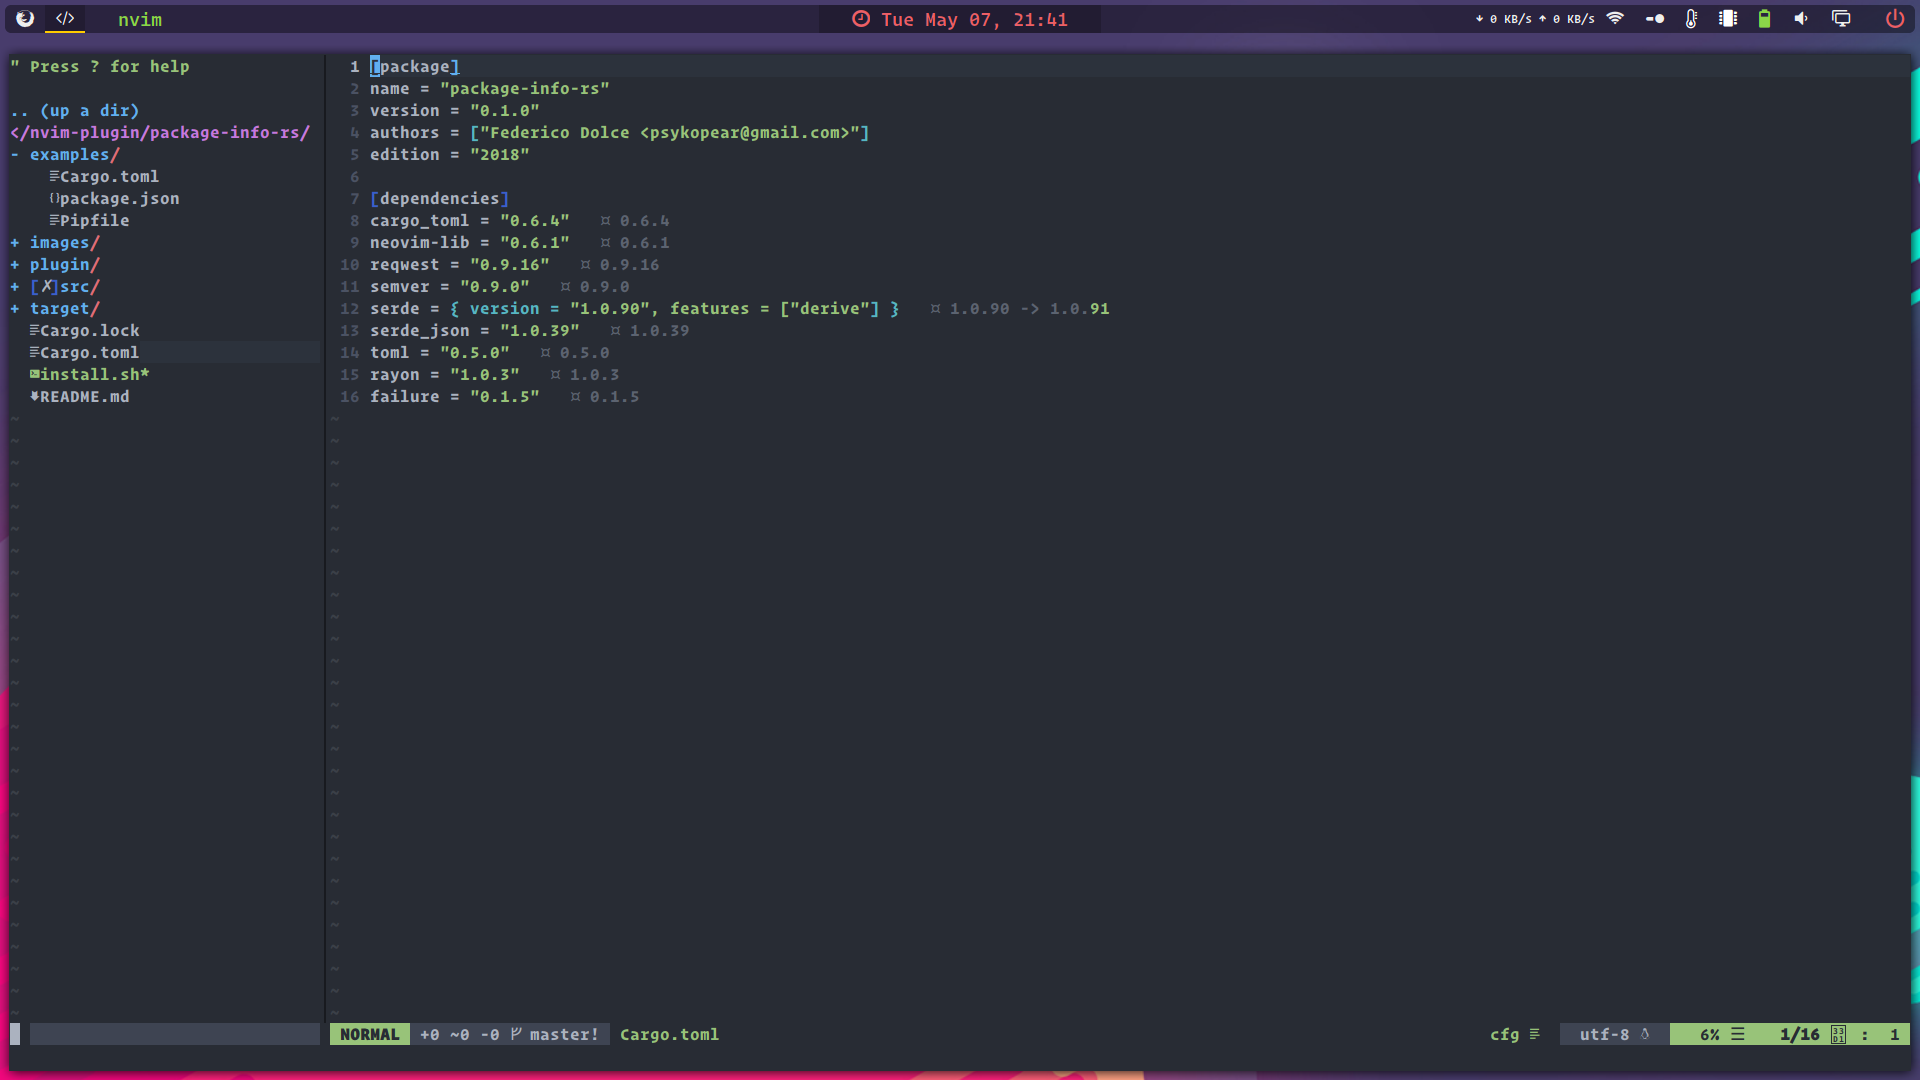 </> nvim
Tue May 07, 21:41
0 KB/s 0 KB/s
" Press ? for help
.. (up a dir)
</nvim-plugin/package-info-rs/
- examples/
Cargo.toml
{}package.json
Pipfile
+ images/
+ plugin/
+ [✗]src/
+ target/
Cargo.lock
Cargo.toml
install.sh*
README.md
1 [package]
2 name = "package-info-rs"
3 version = "0.1.0"
4 authors = ["Federico Dolce <psykopear@gmail.com>"]
5 edition = "2018"
6
7 [dependencies]
8 cargo_toml = "0.6.4" ¤ 0.6.4
9 neovim-lib = "0.6.1" ¤ 0.6.1
10 reqwest = "0.9.16" ¤ 0.9.16
11 semver = "0.9.0" ¤ 0.9.0
12 serde = { version = "1.0.90", features = ["derive"] } ¤ 1.0.90 -> 1.0.91
13 serde_json = "1.0.39" ¤ 1.0.39
14 toml = "0.5.0" ¤ 0.5.0
15 rayon = "1.0.3" ¤ 1.0.3
16 failure = "0.1.5" ¤ 0.1.5
NORMAL +0 ~0 -0 master! Cargo.toml cfg utf-8 6% ☰ 1/16 : 1